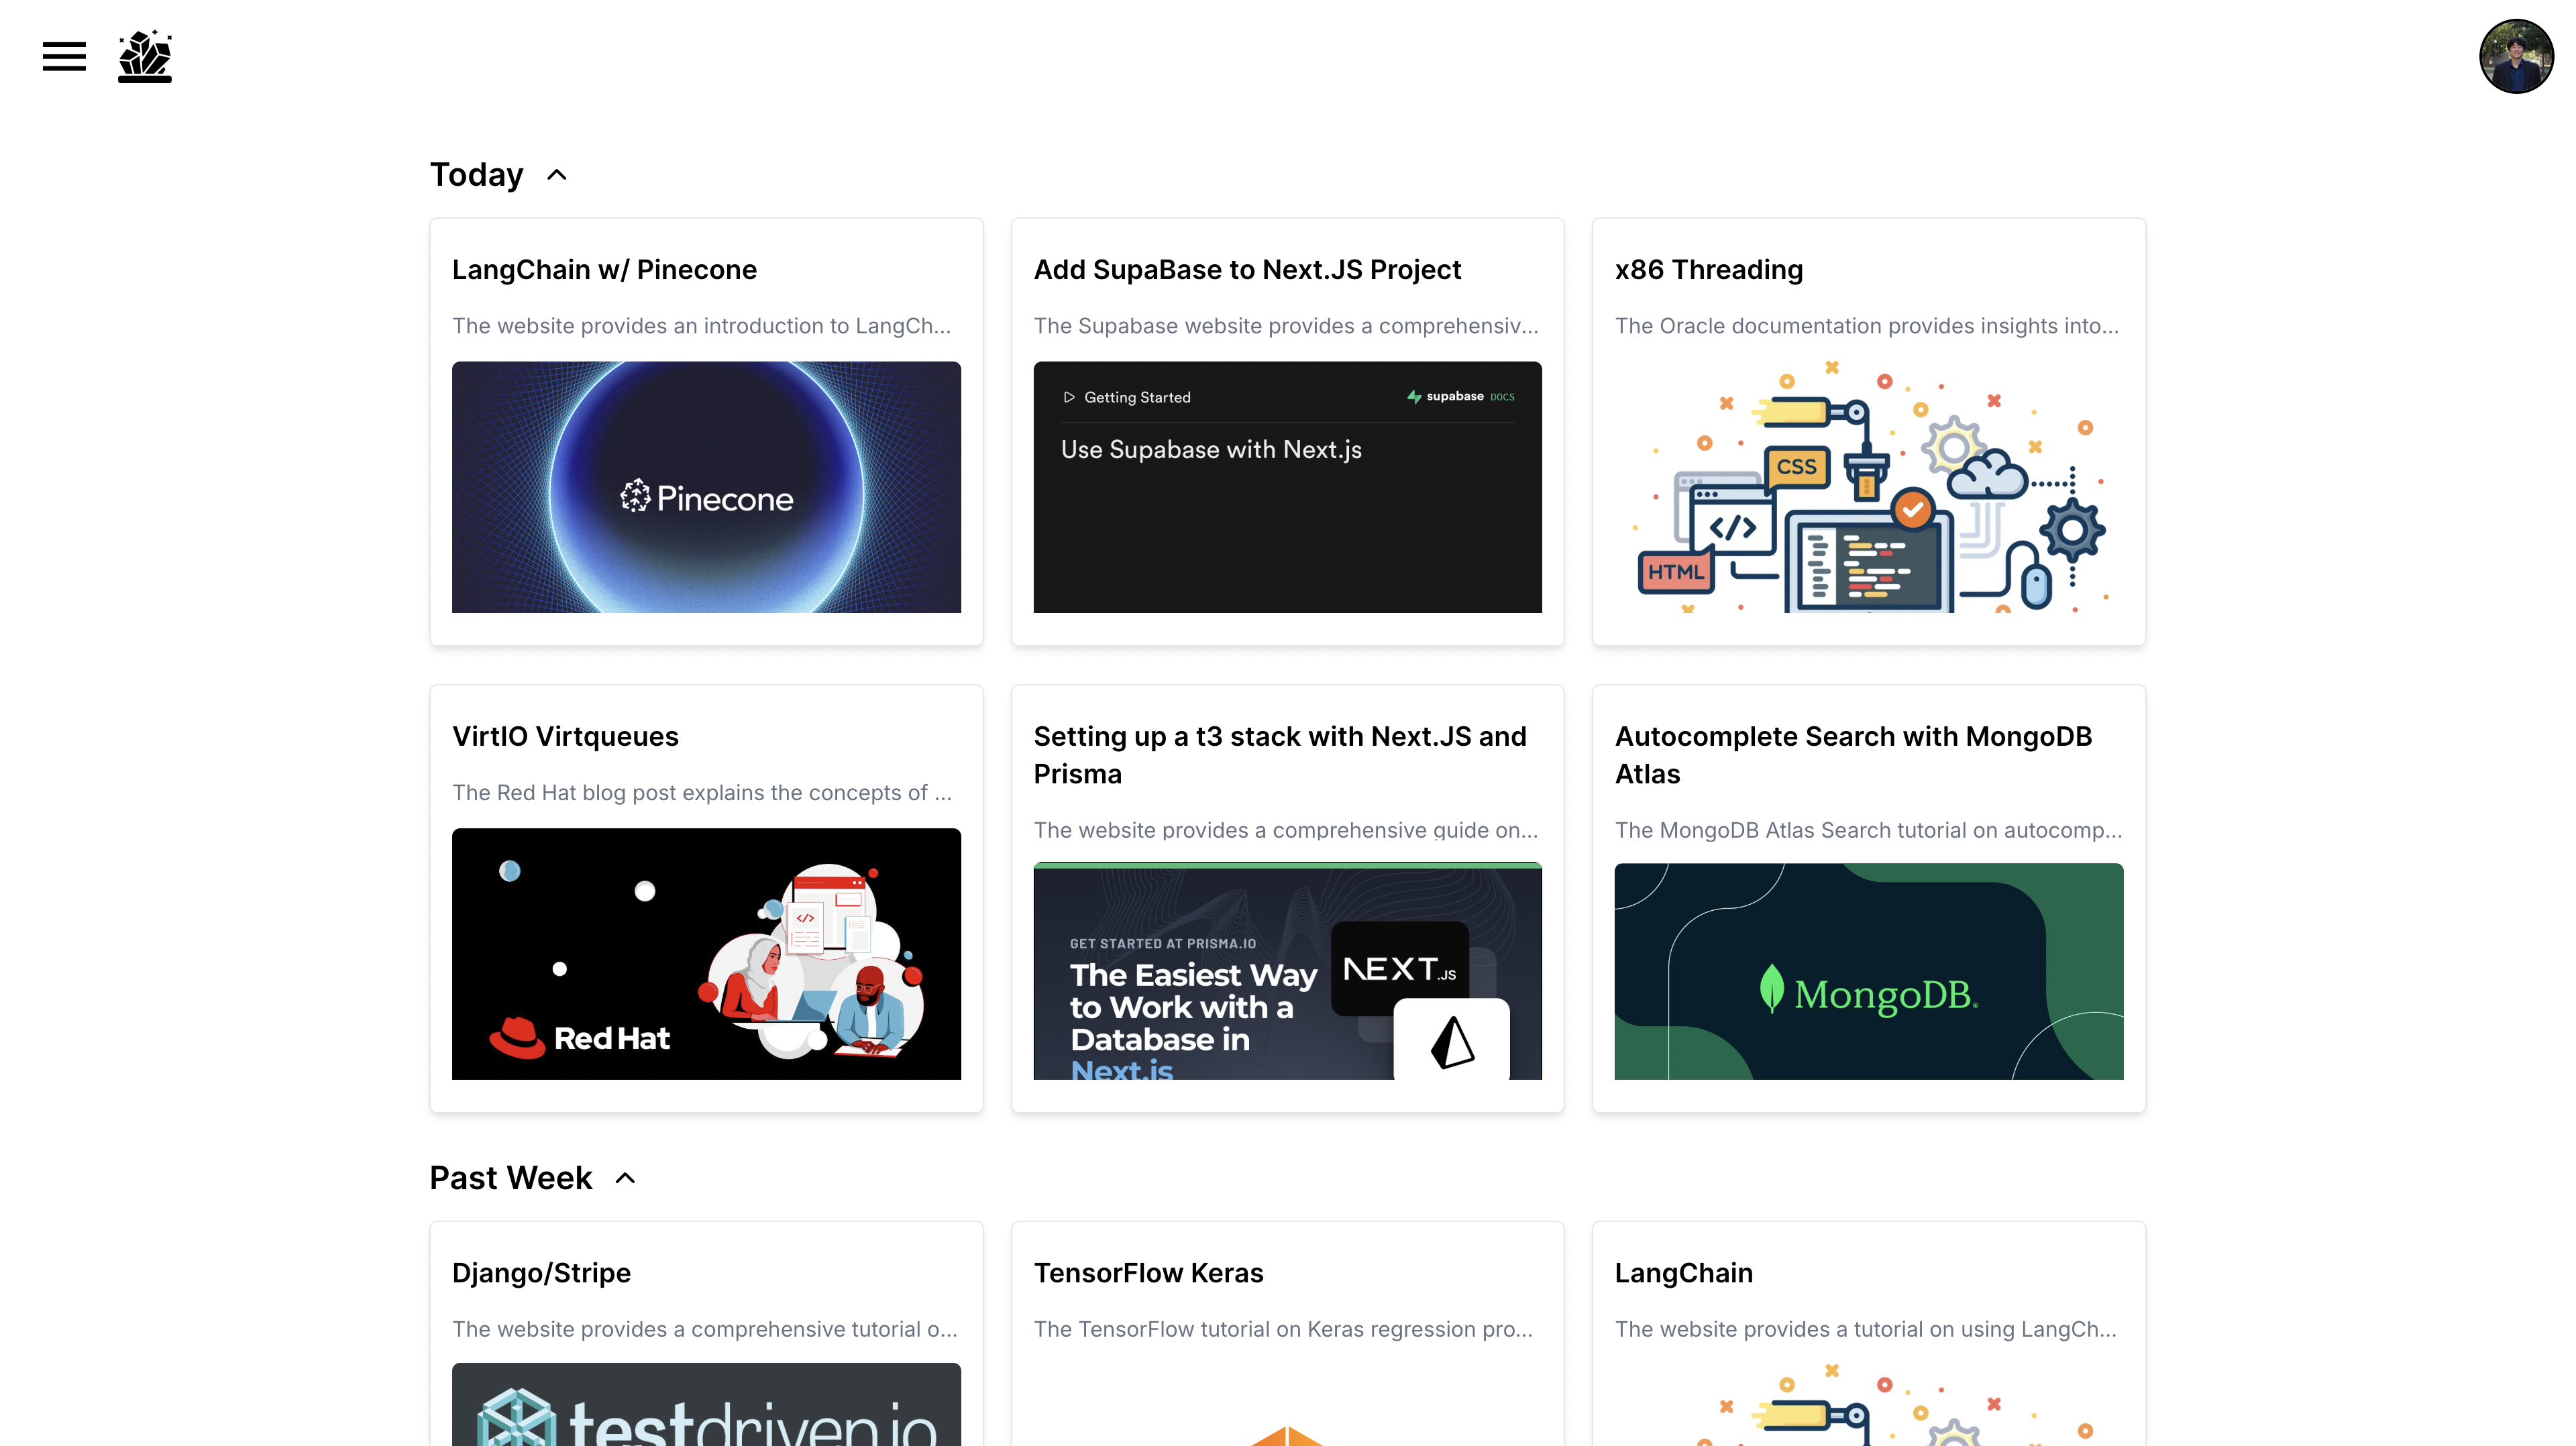 Today
LangChain w/ Pinecone
The website provides an introduction to LangCh...
Pinecone
Add SupaBase to Next.JS Project
The Supabase website provides a comprehensiv...
Getting Started
supabase DOCS
Use Supabase with Next.js
x86 Threading
The Oracle documentation provides insights into...
CSS
</>
HTML
VirtIO Virtqueues
The Red Hat blog post explains the concepts of ...
</>
Red Hat
Setting up a t3 stack with Next.JS and
Prisma
The website provides a comprehensive guide on...
GET STARTED AT PRISMA.IO
The Easiest Way
to Work with a
Database in
Next.js
NEXT.JS
Autocomplete Search with MongoDB
Atlas
The MongoDB Atlas Search tutorial on autocomp...
MongoDB.
Past Week
Django/Stripe
The website provides a comprehensive tutorial o...
testdriven.io
TensorFlow Keras
The TensorFlow tutorial on Keras regression pro...
LangChain
The website provides a tutorial on using LangCh...